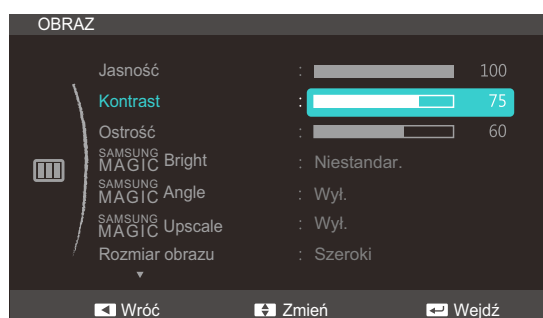 OBRAZ
Jasność : 100
Kontrast : 75
Ostrość : 60
SAMSUNG MAGIC Bright : Niestandar.
SAMSUNG MAGIC Angle : Wył.
SAMSUNG MAGIC Upscale : Wył.
Rozmiar obrazu : Szeroki
Wróć Zmień Wejdź